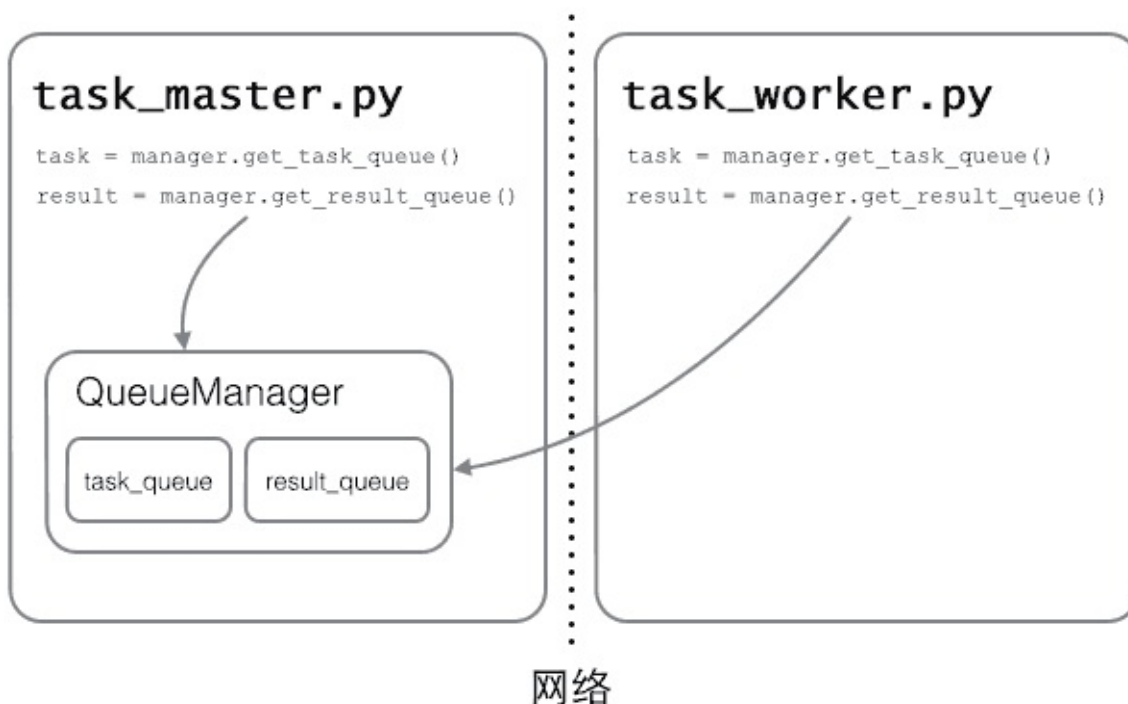 task_master.py
task = manager.get_task_queue()
result = manager.get_result_queue()
QueueManager
task_queue
result_queue
task_worker.py
task = manager.get_task_queue()
result = manager.get_result_queue()
网络